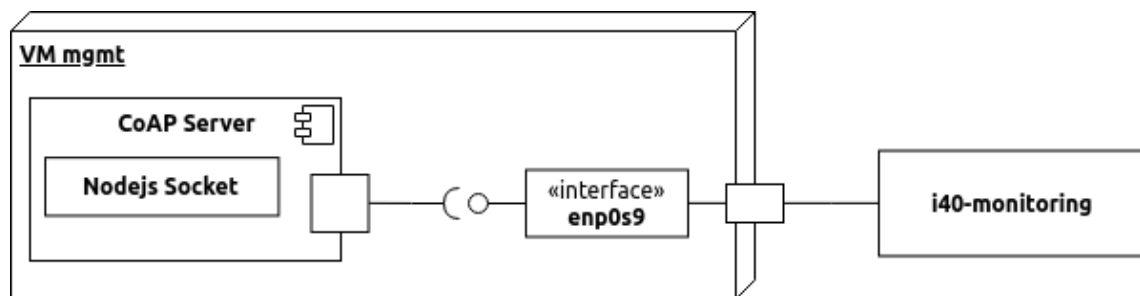 VM mgmt
CoAP Server
Nodejs Socket
«interface»
enp0s9
i40-monitoring